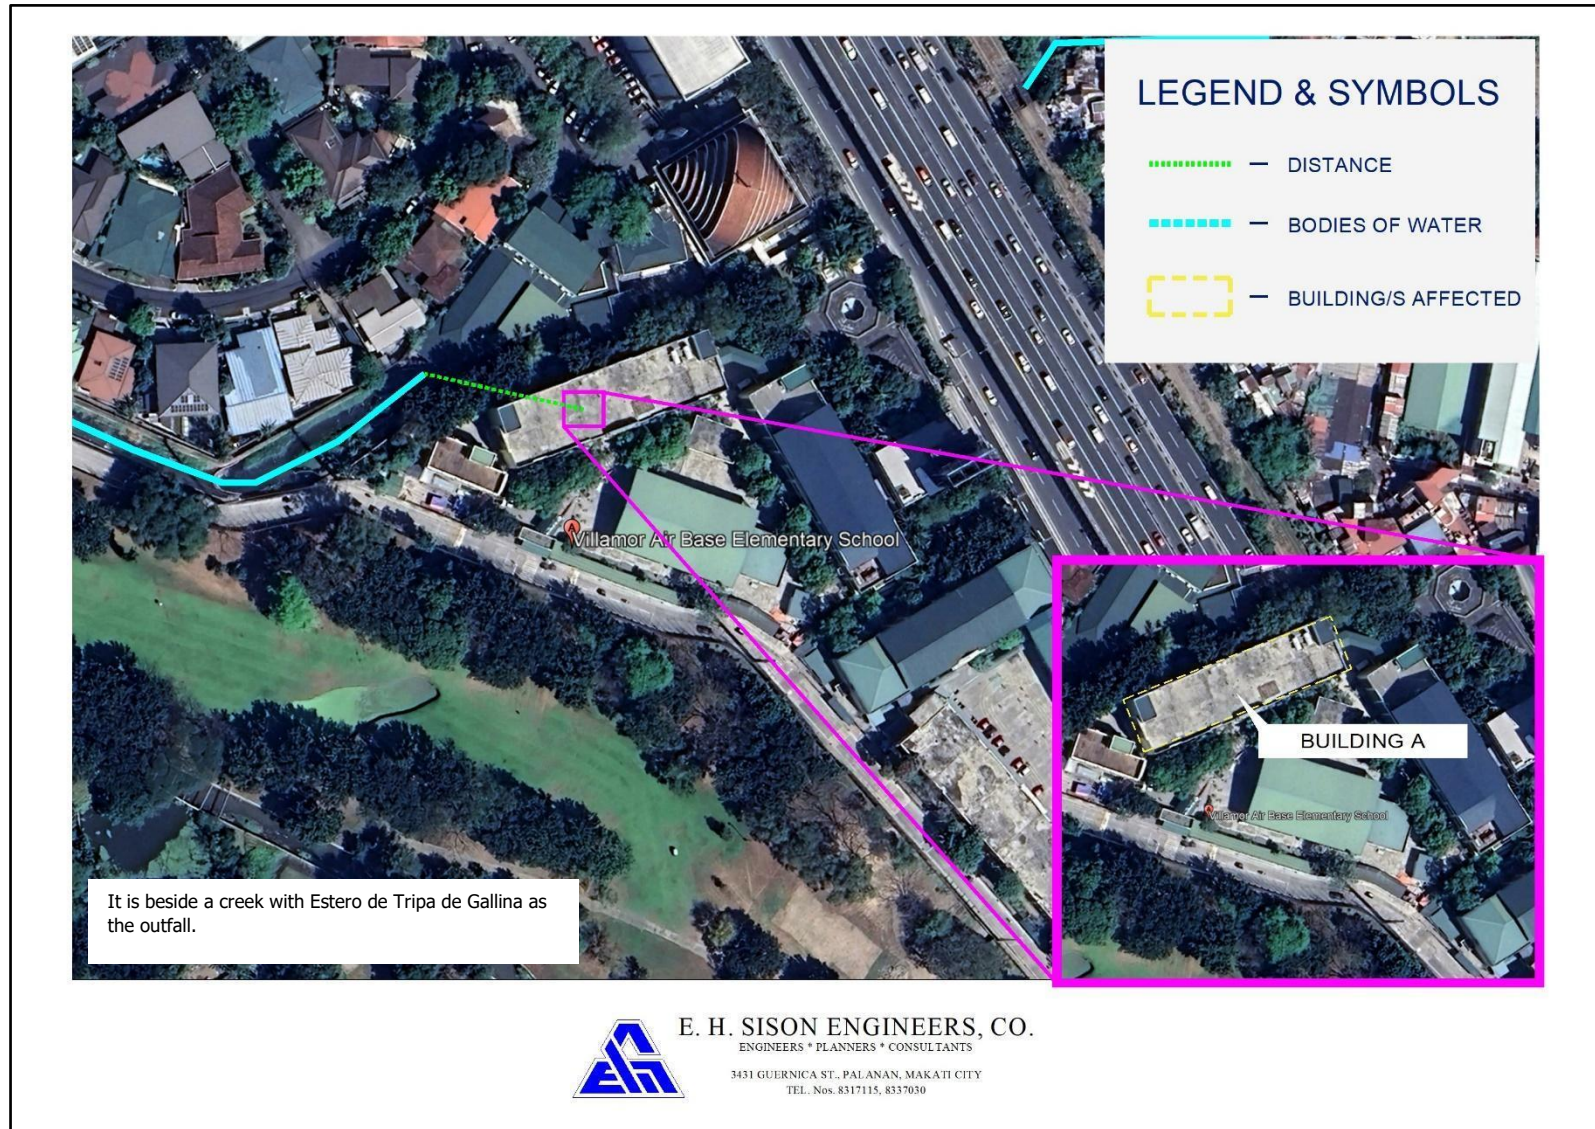 LEGEND & SYMBOLS
— DISTANCE
— BODIES OF WATER
— BUILDING/S AFFECTED
A
Villamor Air Base Elementary School
BUILDING A
Villamor Air Base Elementary School
It is beside a creek with Estero de Tripa de Gallina as
the outfall.
E. H. SISON ENGINEERS, CO.
ENGINEERS * PLANNERS * CONSULTANTS
3431 GUERNICA ST., PALANAN, MAKATI CITY
TEL. Nos. 8317115, 8337030